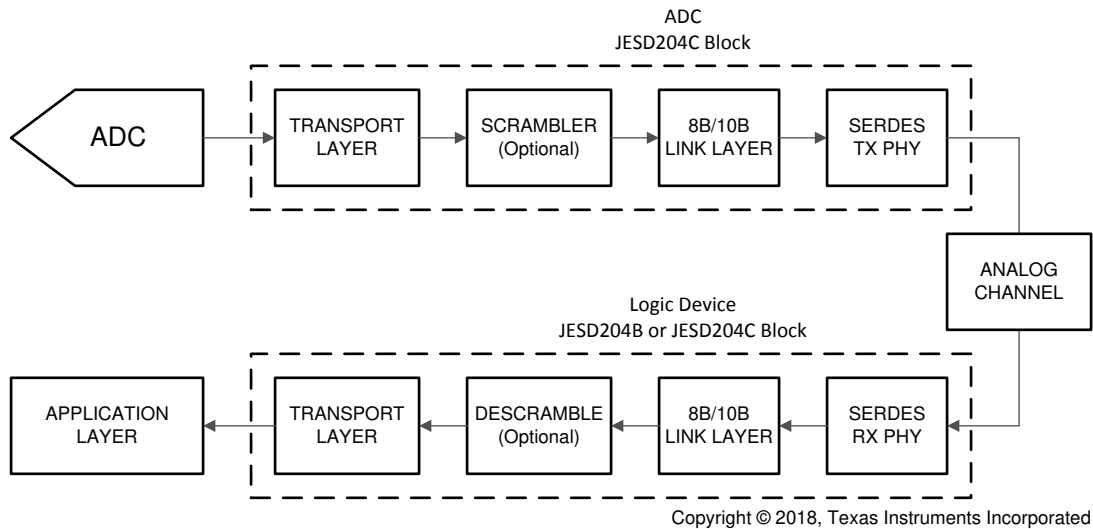 ADC
JESD204C Block
ADC
TRANSPORT
LAYER
SCRAMBLER
(Optional)
8B/10B
LINK LAYER
SERDES
TX PHY
ANALOG
CHANNEL
Logic Device
JESD204B or JESD204C Block
APPLICATION
LAYER
TRANSPORT
LAYER
DESCRAMBLE
(Optional)
8B/10B
LINK LAYER
SERDES
RX PHY
Copyright © 2018, Texas Instruments Incorporated